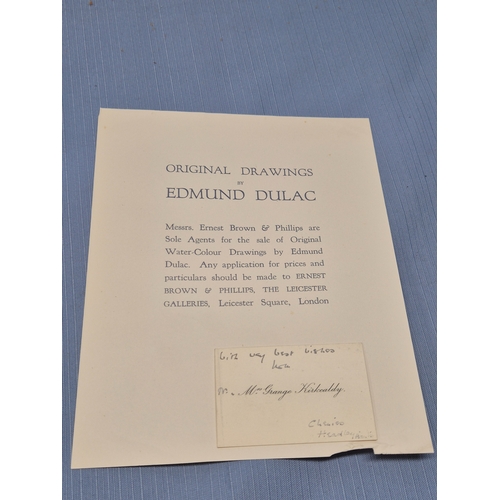 ORIGINAL DRAWINGS
BY
EDMUND DULAC
Messrs. Ernest Brown & Phillips are
Sole Agents for the sale of Original
Water-Colour Drawings by Edmund
Dulac. Any application for prices and
particulars should be made to ERNEST
BROWN & PHILLIPS, THE LEICESTER
GALLERIES, Leicester Square, London
very best
Mrs Grange Kirkcaldy.